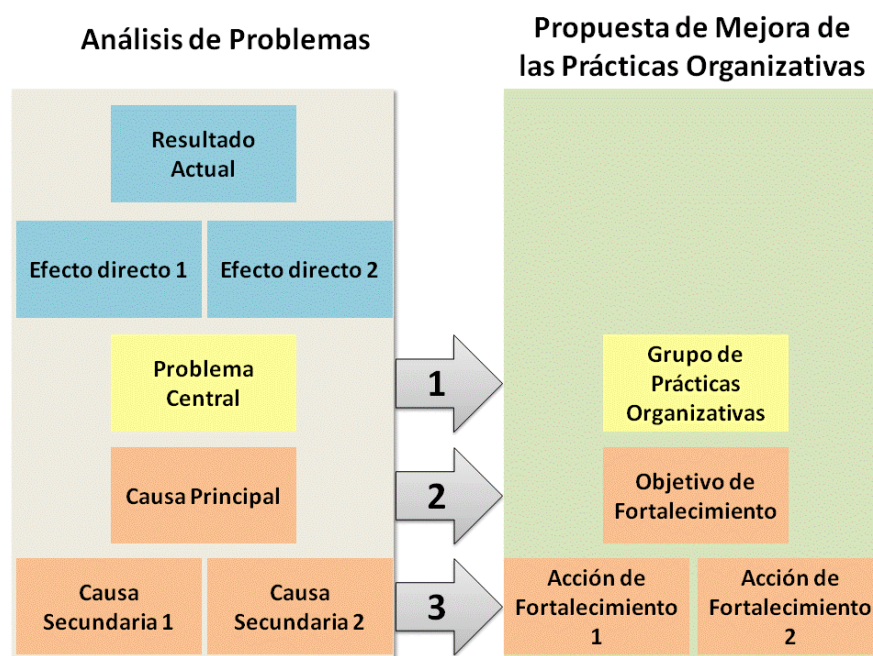 Análisis de Problemas
Propuesta de Mejora de
las Prácticas Organizativas
Resultado
Actual
Efecto directo 1
Efecto directo 2
Problema
Central
1
Grupo de
Prácticas
Organizativas
Causa Principal
2
Objetivo de
Fortalecimiento
Causa
Secundaria 1
Causa
Secundaria 2
3
Acción de
Fortalecimiento
1
Acción de
Fortalecimiento
2